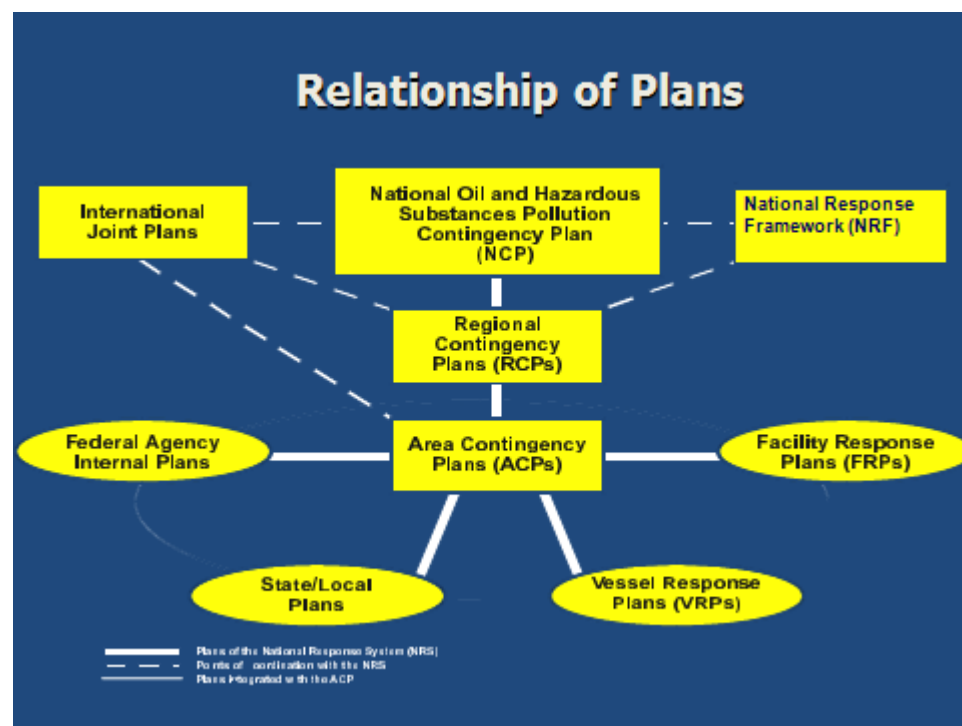 Relationship of Plans
International
Joint Plans
National Oil and Hazardous
Substances Pollution
Contingency Plan
(NCP)
National Response
Framework (NRF)
Regional
Contingency
Plans (RCPs)
Federal Agency
Internal Plans
Area Contingency
Plans (ACPs)
Facility Response
Plans (FRPs)
State/Local
Plans
Vessel Response
Plans (VRPs)
Plans of the National Response System (NRS)
Points of coordination with the NRS
Plans integrated with the ACP